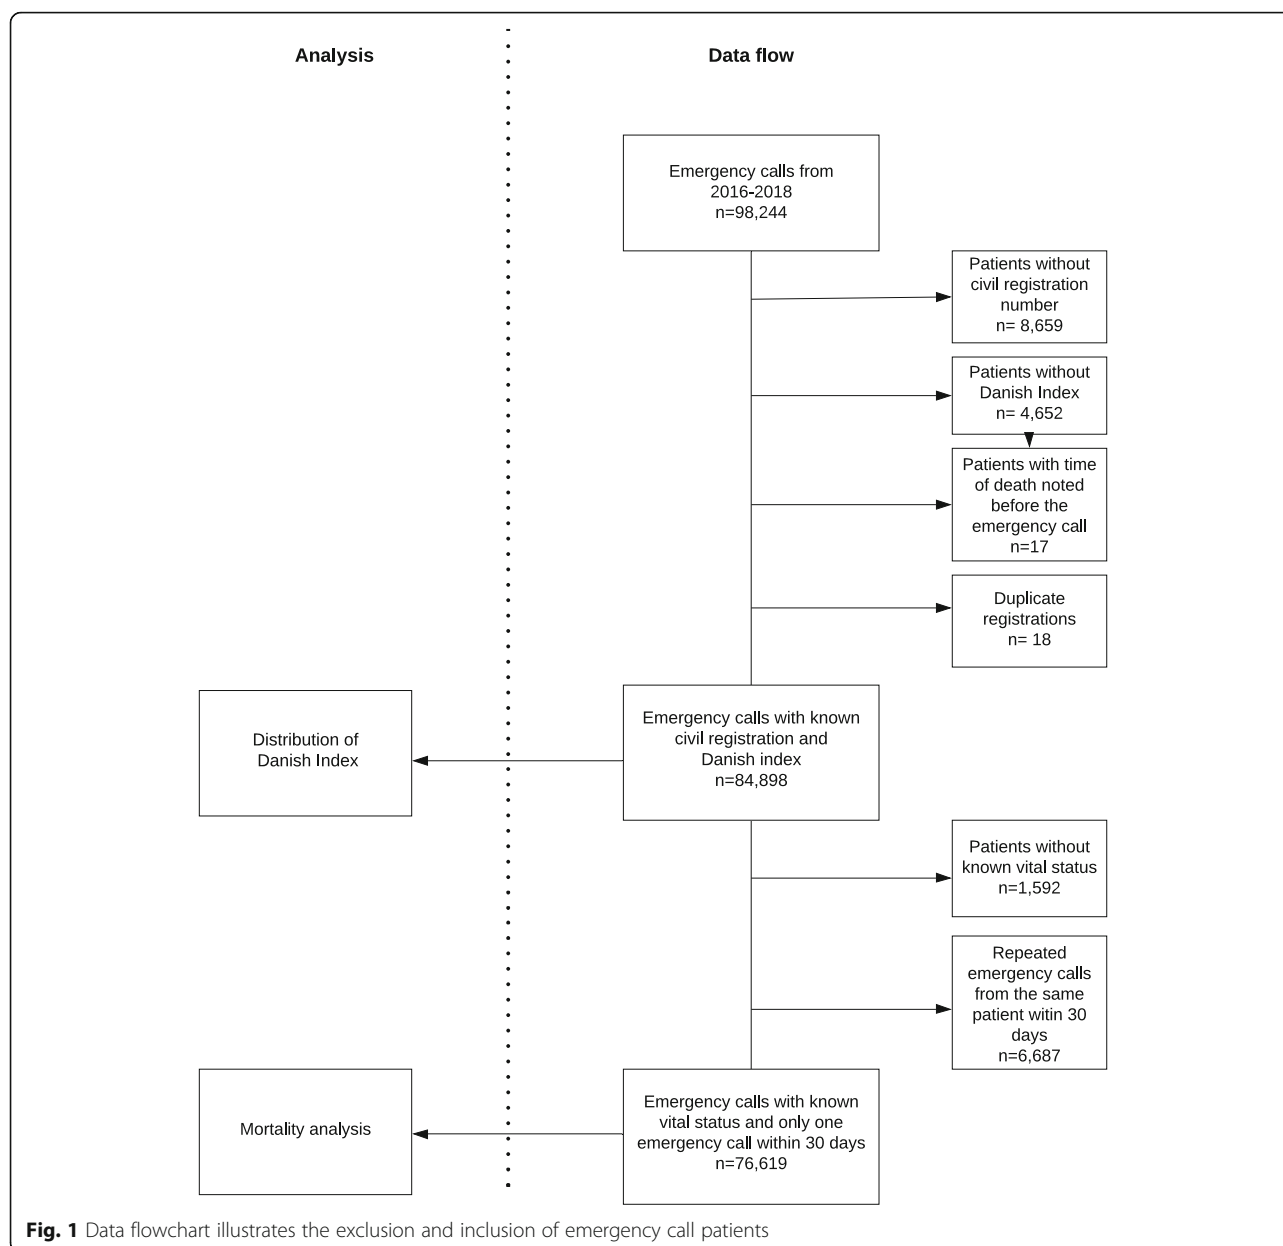 Analysis
Data flow
Emergency calls from
2016-2018
n=98,244
Patients without
civil registration
number
n= 8,659
Patients without
Danish Index
n= 4,652
Patients with time
of death noted
before the
emergency call
n=17
Duplicate
registrations
n= 18
Distribution of
Danish Index
Emergency calls with known
civil registration and
Danish index
n=84,898
Patients without
known vital status
n=1,592
Repeated
emergency calls
from the same
patient witin 30
days
n=6,687
Mortality analysis
Emergency calls with known
vital status and only one
emergency call within 30 days
n=76,619
Fig. 1 Data flowchart illustrates the exclusion and inclusion of emergency call patients